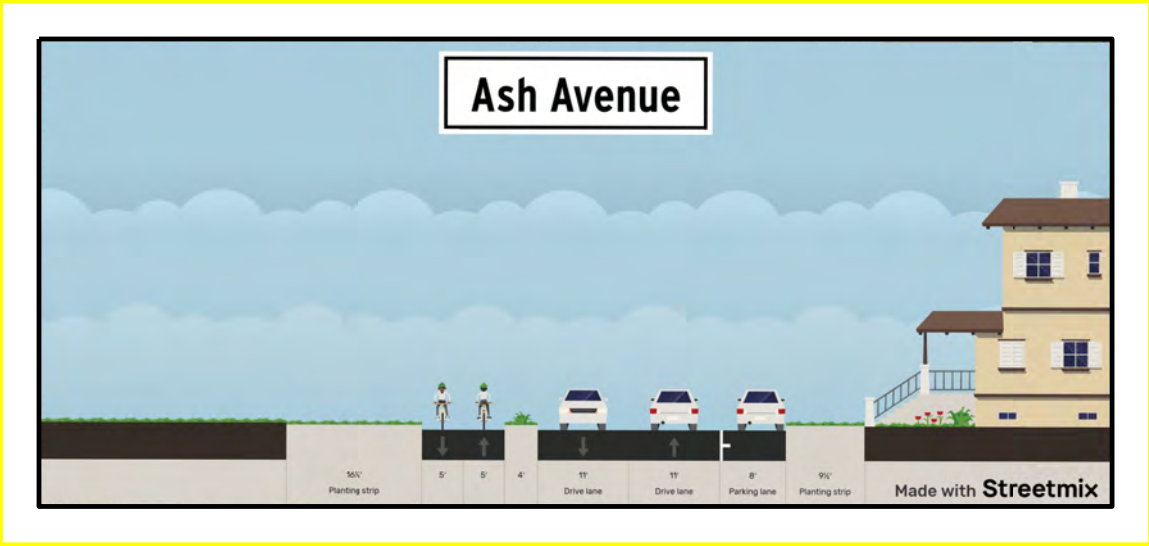 Ash Avenue
16½' 5' 5' 4' 11' 11' 8' 9½'
Planting strip Drive lane Drive lane Parking lane Planting strip
Made with Streetmix